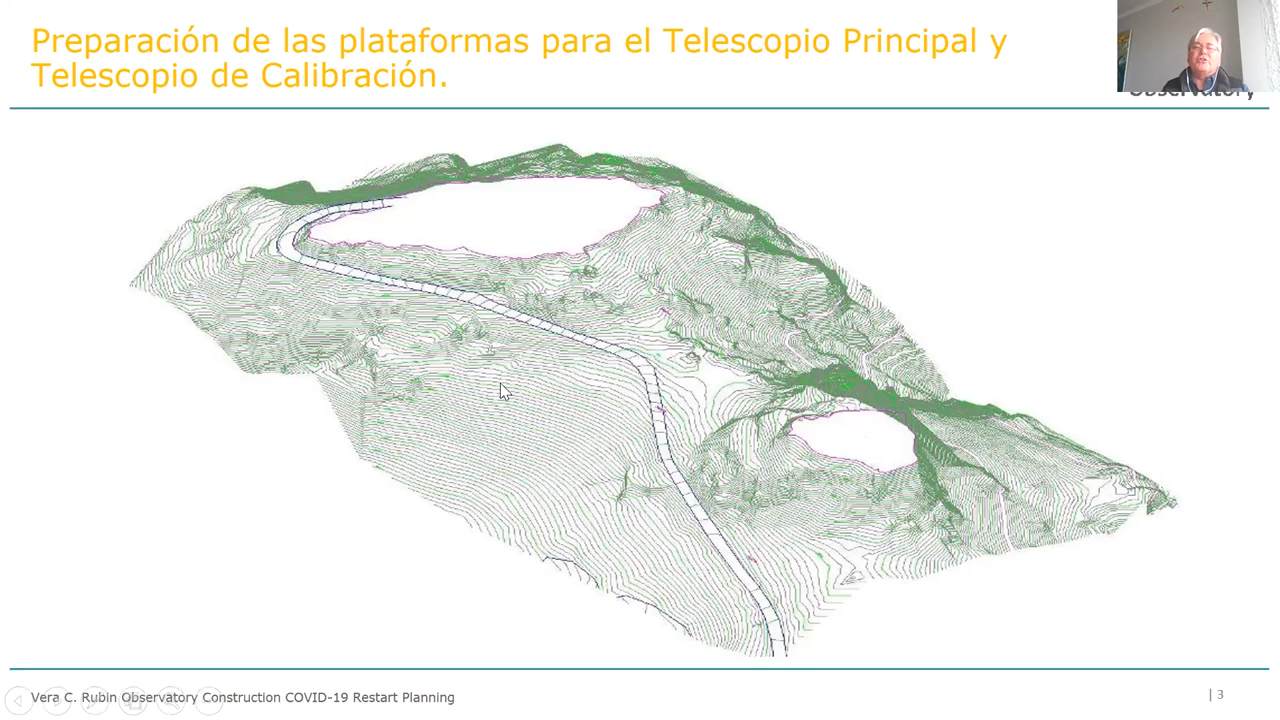 Preparación de las plataformas para el Telescopio Principal y
Telescopio de Calibración.
Observatory
Vera C. Rubin Observatory Construction COVID-19 Restart Planning
| 3